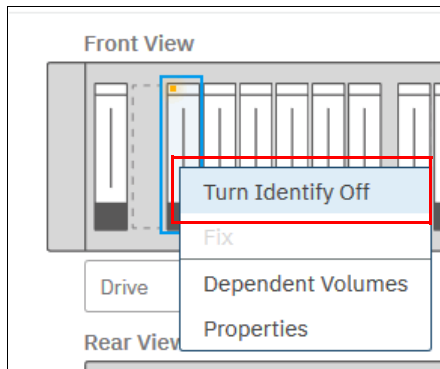 Front View
Turn Identify Off
Fix
Dependent Volumes
Drive
Properties
Rear View